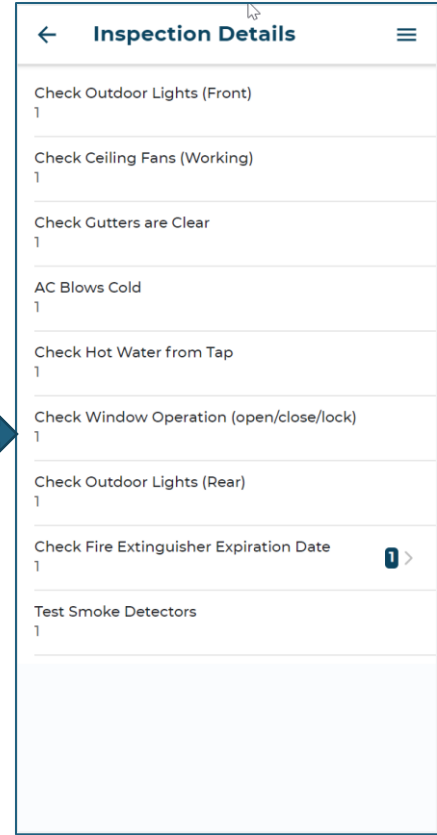 Inspection Details
Check Outdoor Lights (Front)
1
Check Ceiling Fans (Working)
1
Check Gutters are Clear
1
AC Blows Cold
1
Check Hot Water from Tap
1
Check Window Operation (open/close/lock)
1
Check Outdoor Lights (Rear)
1
Check Fire Extinguisher Expiration Date
1
1
Test Smoke Detectors
1